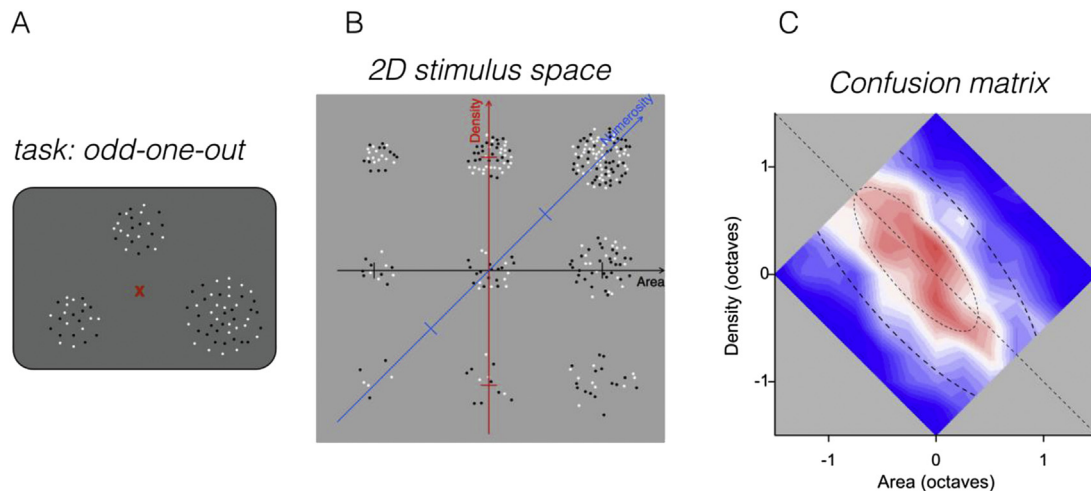 A
B
C
task: odd-one-out
x
2D stimulus space
Density
Numerosity
Area
Confusion matrix
Density (octaves)
1
0
-1
-1
0
1
Area (octaves)